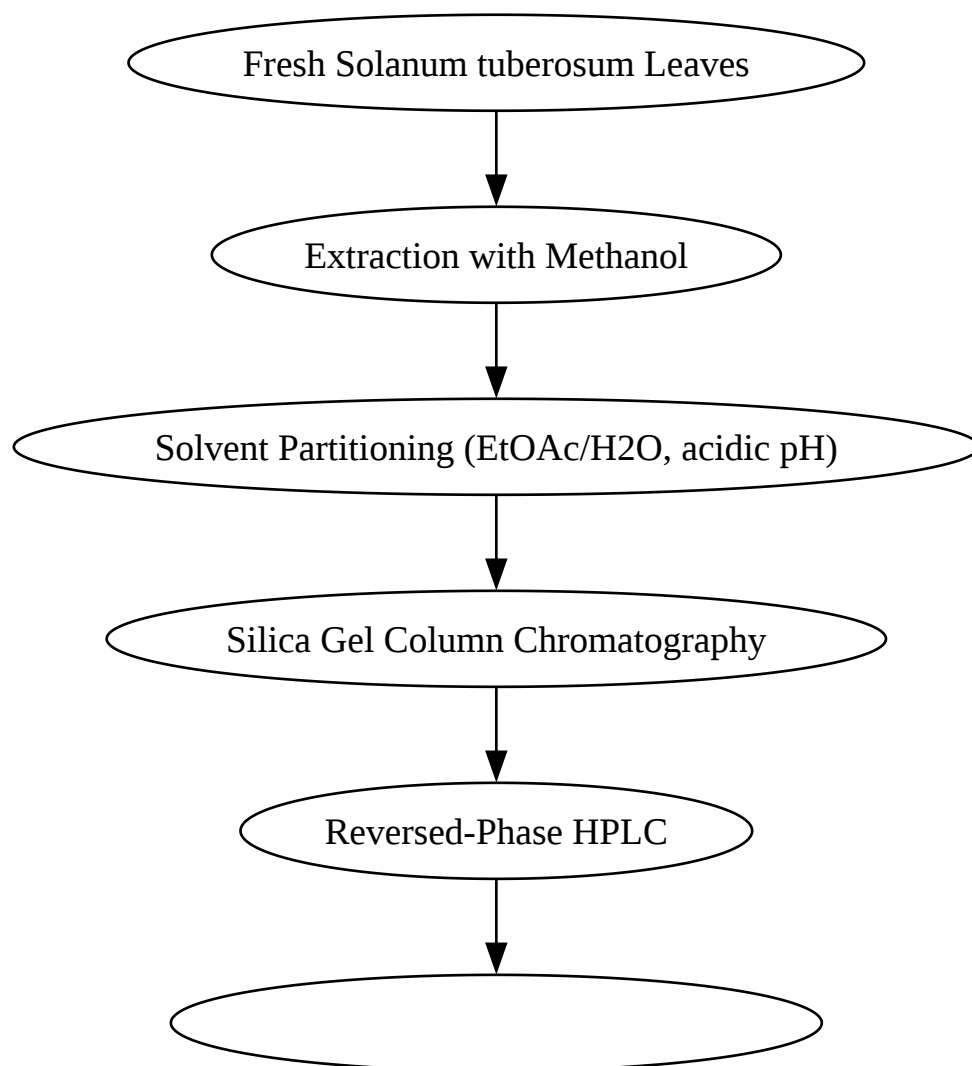 Fresh Solanum tuberosum Leaves
Extraction with Methanol
Solvent Partitioning (EtOAc/H2O, acidic pH)
Silica Gel Column Chromatography
Reversed-Phase HPLC